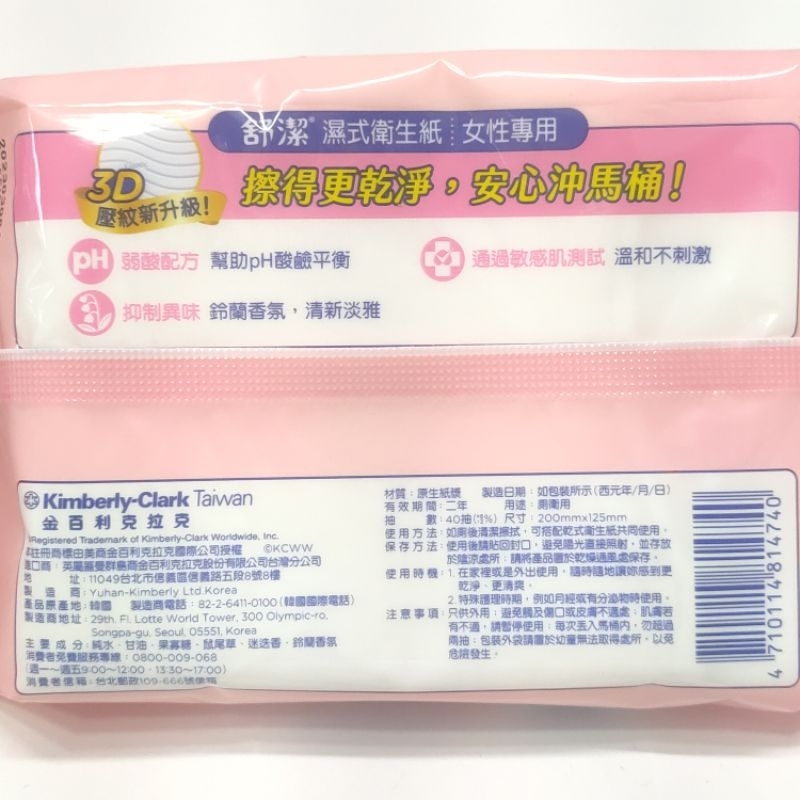 舒潔® 濕式衛生紙 女性專用
3D
壓紋新升級!
擦得更乾淨，安心沖馬桶!
pH 弱酸配方 幫助pH酸鹼平衡
通過敏感肌測試 溫和不刺激
抑制異味 鈴蘭香氛，清新淡雅
Kimberly-Clark Taiwan
金百利克拉克
®Registered Trademark of Kimberly-Clark Worldwide, Inc.
註冊商標由美商金百利克拉克國際公司授權 ©KCWW
進口商：英屬蓋曼群島商金百利克拉克股份有限公司台灣分公司
地 址：11049台北市信義區信義路五段8號8樓
製 造 商：Yuhan-Kimberly Ltd.Korea
產品原產地：韓國 製造商電話：82-2-6411-0100(韓國國際電話)
製造商地址：29th. Fl. Lotte World Tower, 300 Olympic-ro,
Songpa-gu, Seoul, 05551, Korea
主要成分：純水、甘油、果寡糖、鼠尾草、迷迭香、鈴蘭香氛
消費者免費服務專線：0800-009-068
(週一~週五9:00~12:00，13:30~17:00)
消費者信箱：台北郵政109-666號信箱
材質：原生紙漿 製造日期：如包裝所示(西元年/月/日)
有效期間：二年 用途：廁衛用
抽 數：40抽(±1%) 尺寸：200mmx125mm
使用方法：如廁後清潔擦拭，可搭配乾式衛生紙共同使用。
保存方法：使用後請貼回封口，避免陽光直接照射，並存放
於陰涼處所；請將產品置於乾燥通風處保存。
使用時機：1.在家裡或是外出使用，隨時隨地讓妳感到更
乾淨、更清爽。
2.特殊護理時期，例如月經或有分泌物時使用。
注意事項：只供外用；避免觸及傷口或皮膚不適處；肌膚若
有不適，請暫停使用；每次丟入馬桶內，勿超過
兩抽；包裝外袋請置於幼童無法取得處所，以免
危險發生。
4 710114 814740